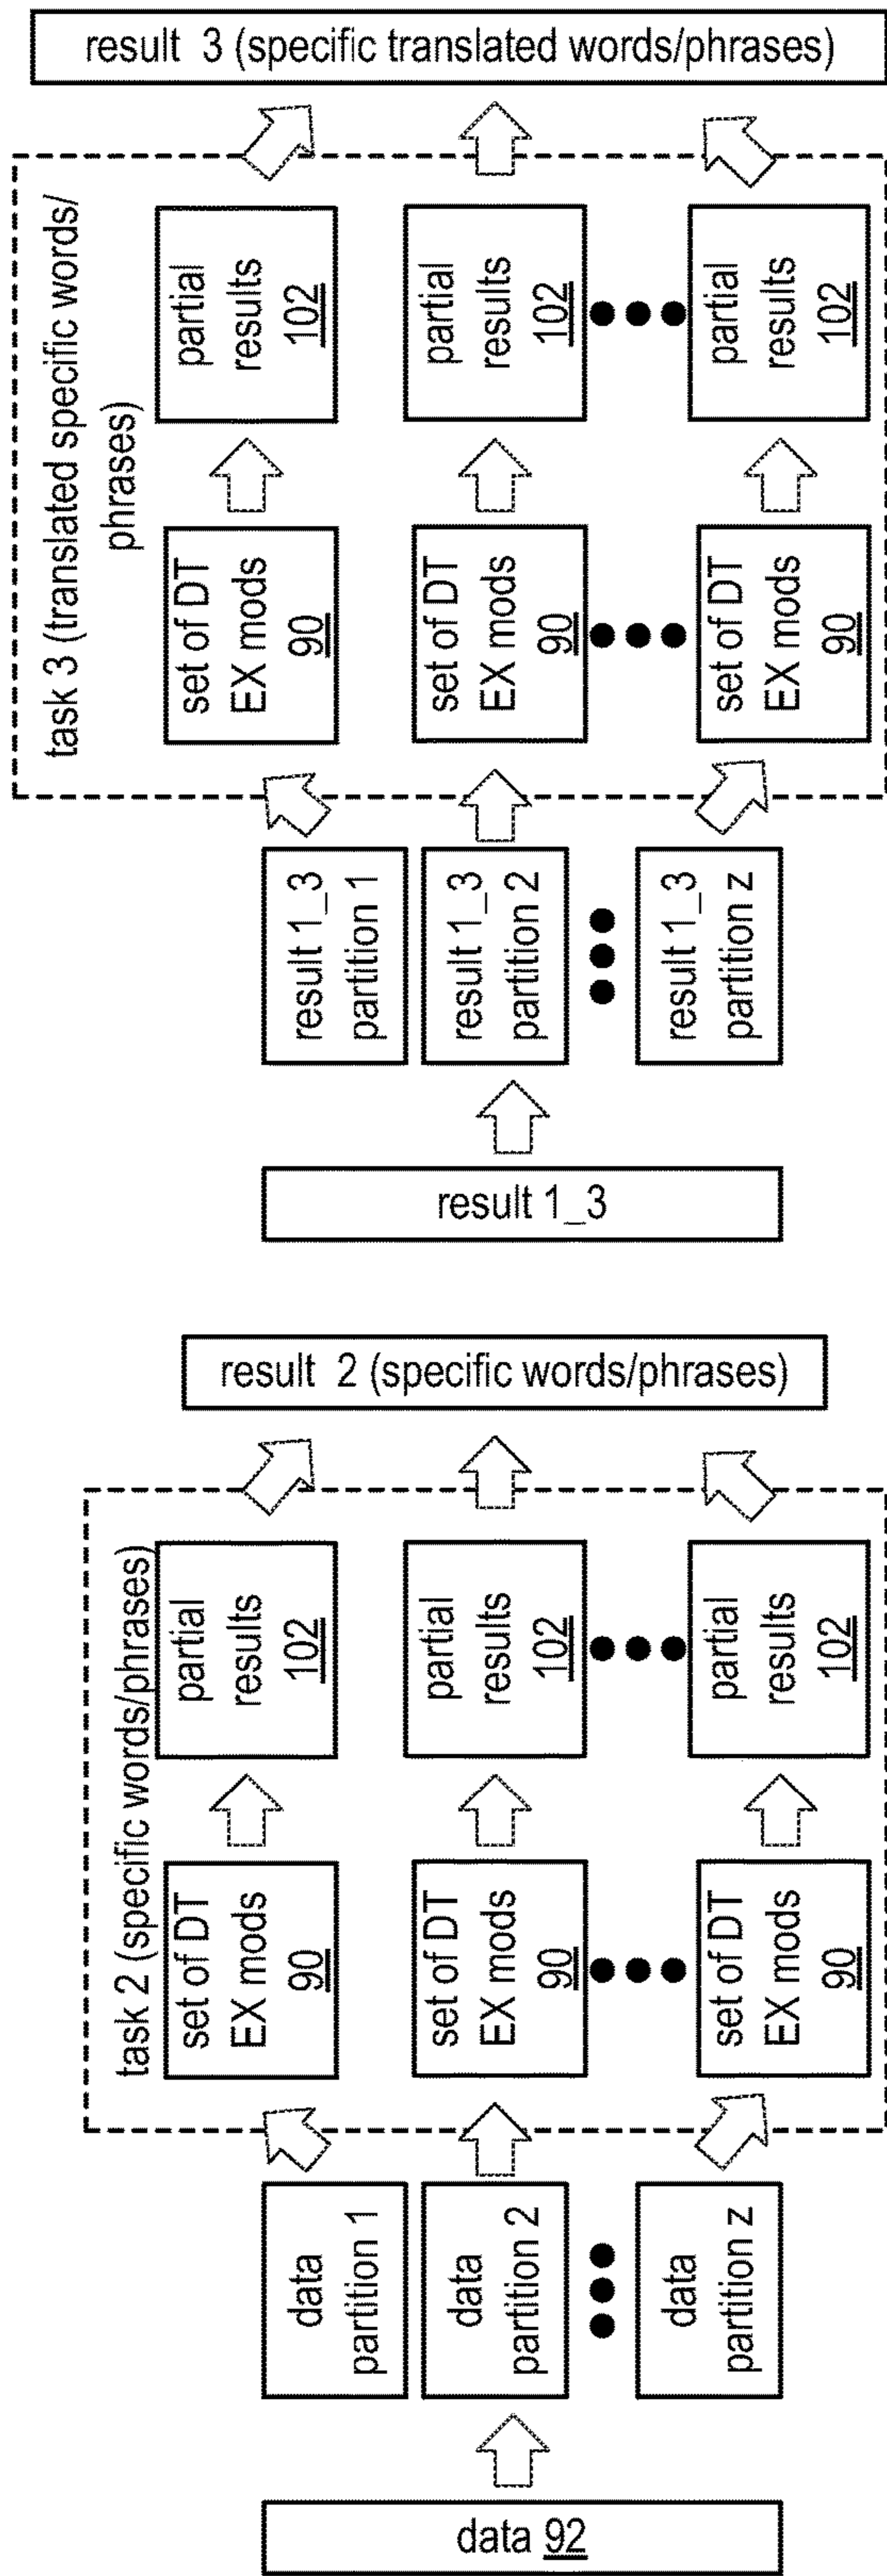 task 2 (specific words/phrases)
data 92
data
partition 1
data
partition 2
data
partition z
set of DT
EX mods
90
set of DT
EX mods
90
set of DT
EX mods
90
partial
results
102
partial
results
102
partial
results
102
result 2 (specific words/phrases)
task 3 (translated specific words/
phrases)
result 1_3
result 1_3
partition 1
result 1_3
partition 2
result 1_3
partition z
set of DT
EX mods
90
set of DT
EX mods
90
set of DT
EX mods
90
partial
results
102
partial
results
102
partial
results
102
result 3 (specific translated words/phrases)